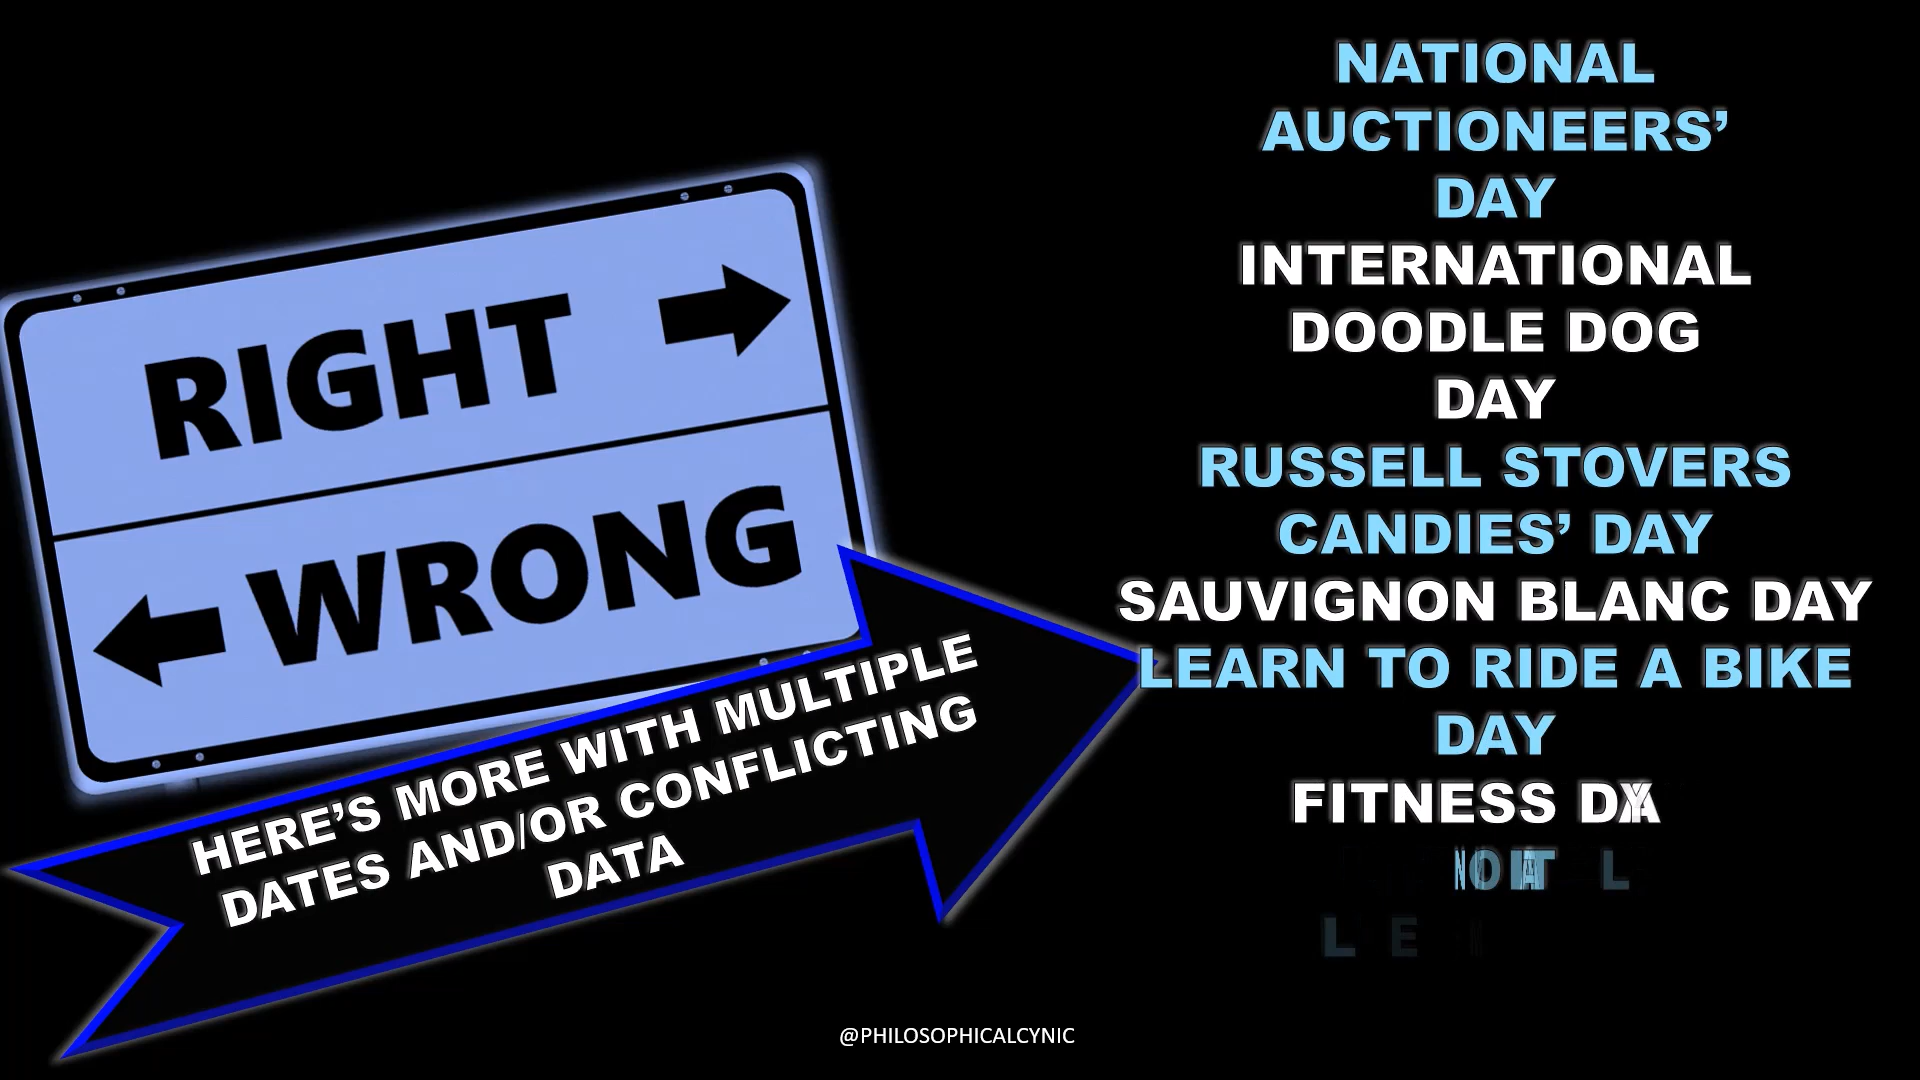 RIGHT
WRONG
HERE'S MORE WITH MULTIPLE
DATES AND/OR CONFLICTING
DATA
NATIONAL
AUCTIONEERS’
DAY
INTERNATIONAL
DOODLE DOG
DAY
RUSSELL STOVERS
CANDIES’ DAY
SAUVIGNON BLANC DAY
LEARN TO RIDE A BIKE
DAY
FITNESS DAY
@PHILOSOPHICALCYNIC